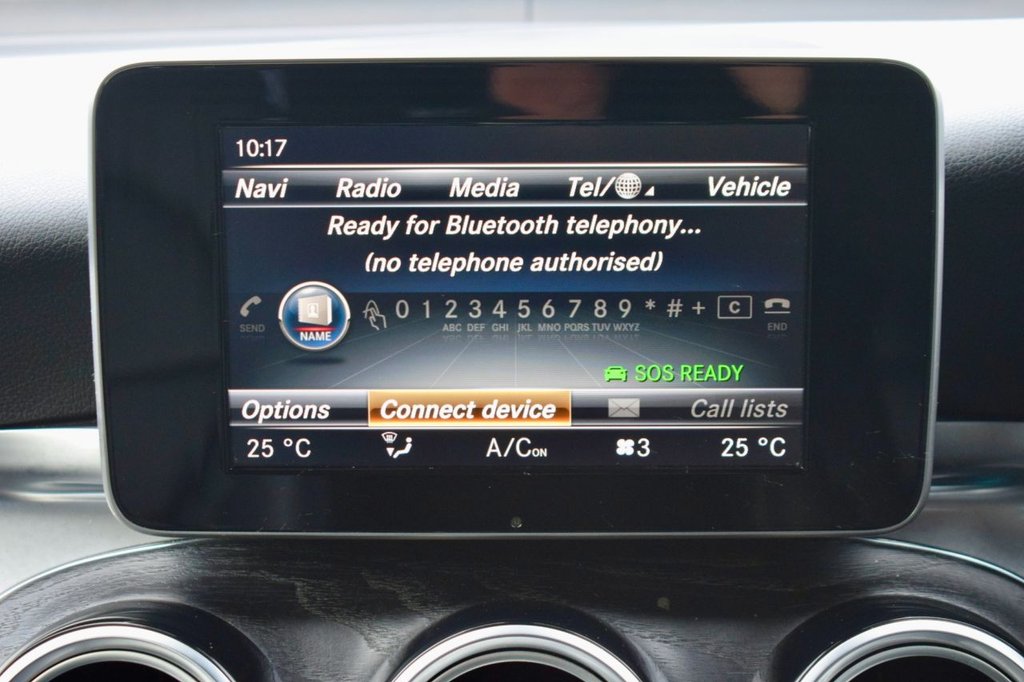 10:17
Navi Radio Media Tel/ Vehicle
Ready for Bluetooth telephony...
(no telephone authorised)
SEND NAME 0 1 2 3 4 5 6 7 8 9 * # + C END
ABC DEF GHI JKL MNO PQRS TUV WXYZ
SOS READY
Options Connect device Call lists
25 °C A/C ON 3 25 °C